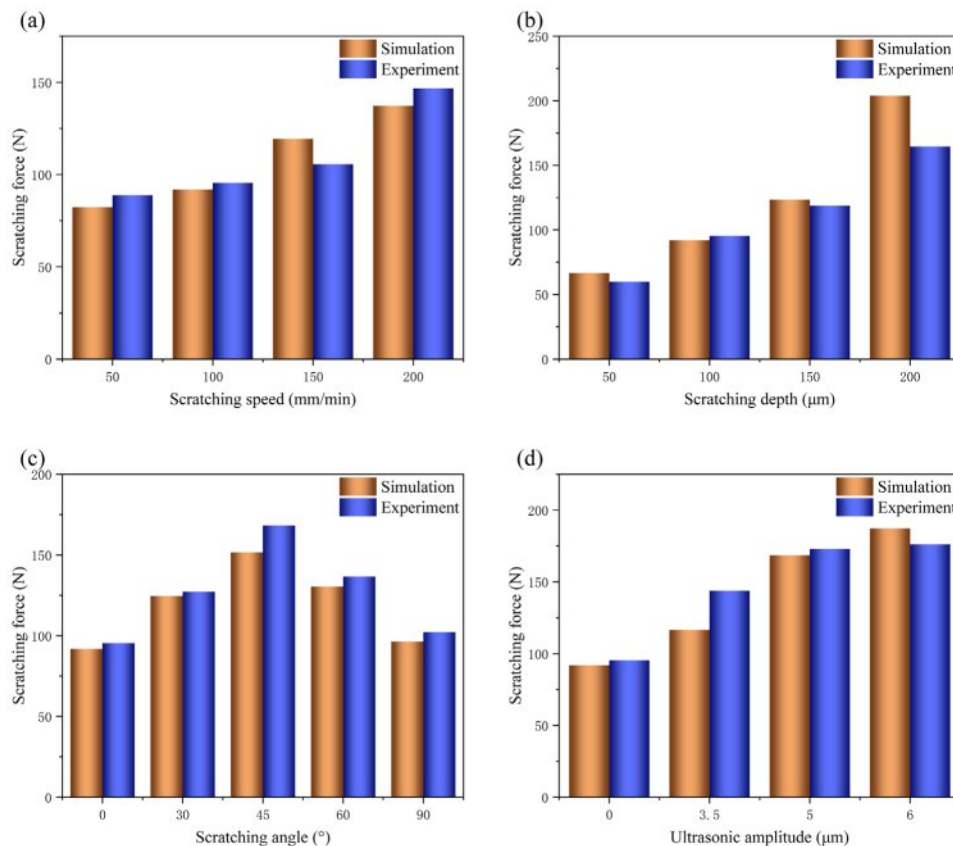 (a)
Simulation
Experiment
150
100
50
0
Scratching force (N)
50 100 150 200
Scratching speed (mm/min)
(b)
Simulation
Experiment
250
200
150
100
50
0
Scratching force (N)
50 100 150 200
Scratching depth (μm)
(c)
Simulation
Experiment
200
150
100
50
0
Scratching force (N)
0 30 45 60 90
Scratching angle (°)
(d)
Simulation
Experiment
200
150
100
50
0
Scratching force (N)
0 3.5 5 6
Ultrasonic amplitude (μm)